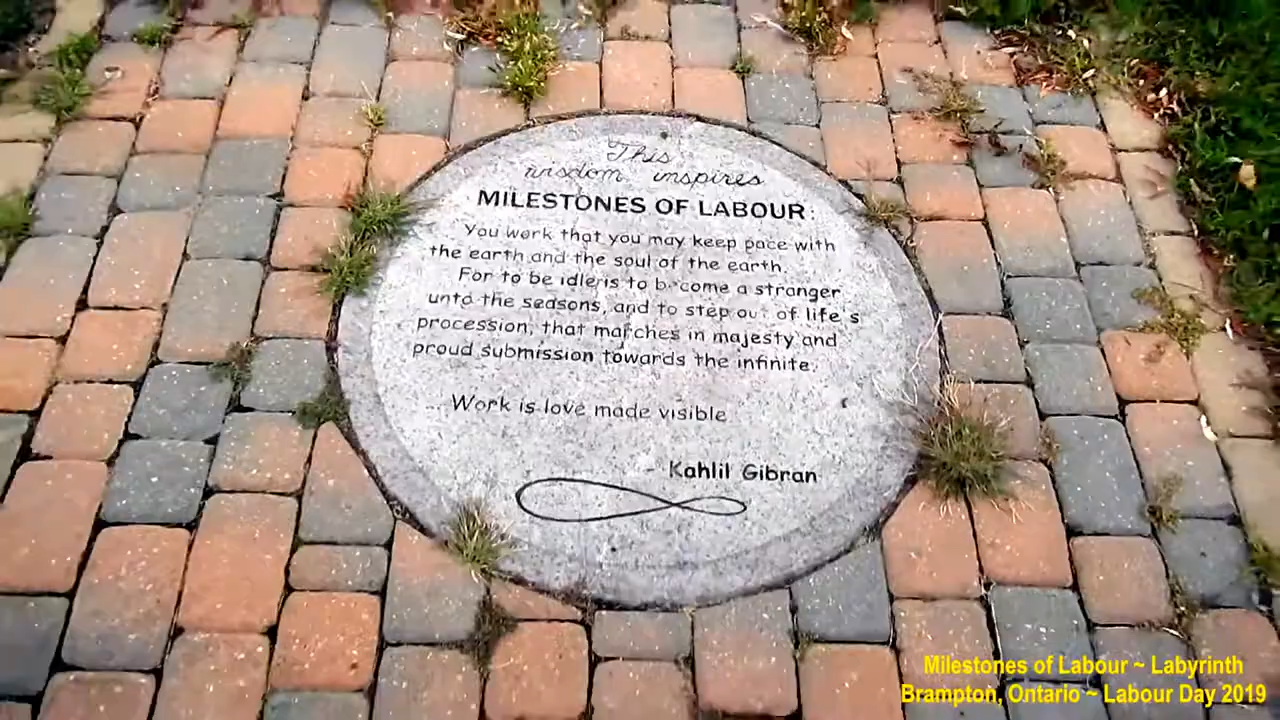 This
wisdom inspires
MILESTONES OF LABOUR:
You work that you may keep pace with
the earth and the soul of the earth.
For to be idle is to become a stranger
unto the seasons, and to step out of life's
procession, that marches in majesty and
proud submission towards the infinite.
... Work is love made visible
- Kahlil Gibran
Milestones of Labour ~ Labyrinth
Brampton, Ontario ~ Labour Day 2019